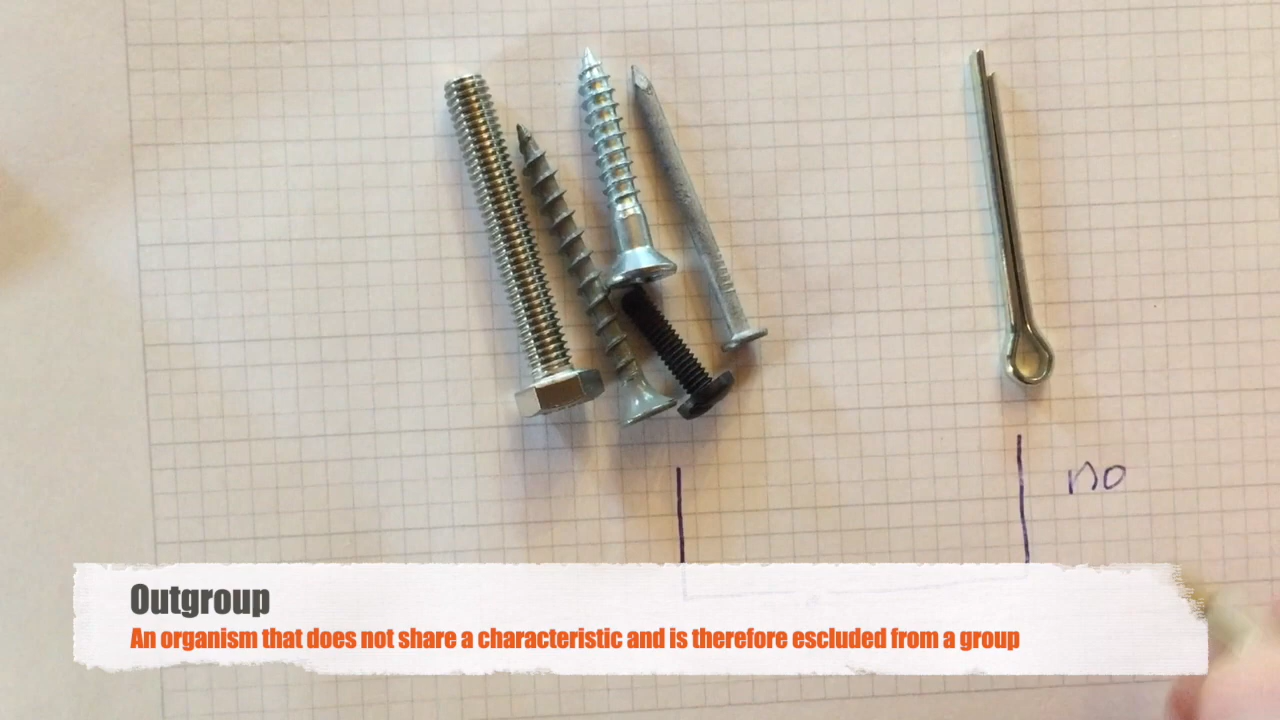 no
Outgroup
An organism that does not share a characteristic and is therefore escluded from a group